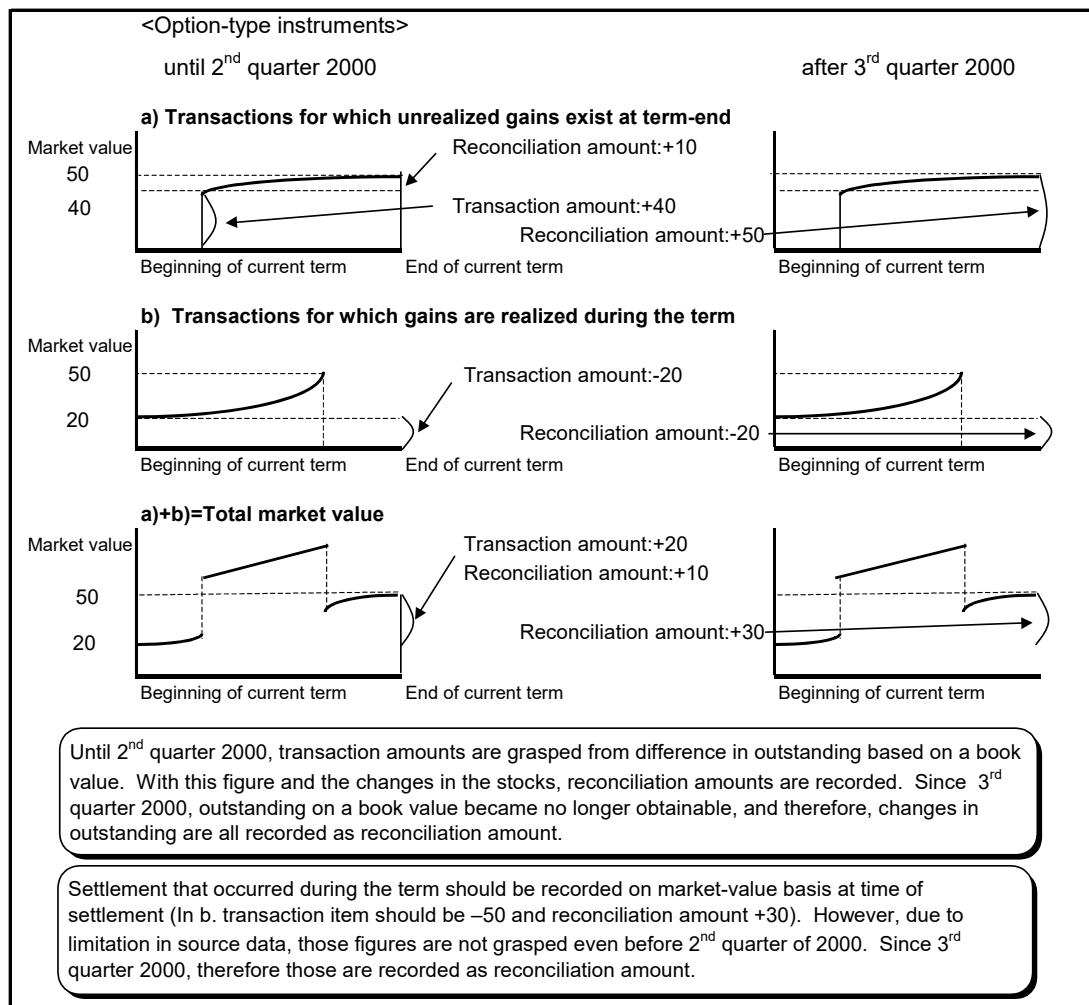 <Option-type instruments>
until 2nd quarter 2000
after 3rd quarter 2000
a) Transactions for which unrealized gains exist at term-end
Market value
50
40
Reconciliation amount:+10
Transaction amount:+40
Reconciliation amount:+50
Beginning of current term
End of current term
Beginning of current term
b) Transactions for which gains are realized during the term
Market value
50
20
Transaction amount:-20
Reconciliation amount:-20
Beginning of current term
End of current term
Beginning of current term
a)+b)=Total market value
Market value
50
20
Transaction amount:+20
Reconciliation amount:+10
Reconciliation amount:+30
Beginning of current term
End of current term
Beginning of current term
Until 2nd quarter 2000, transaction amounts are grasped from difference in outstanding based on a book
value. With this figure and the changes in the stocks, reconciliation amounts are recorded. Since 3rd
quarter 2000, outstanding on a book value became no longer obtainable, and therefore, changes in
outstanding are all recorded as reconciliation amount.
Settlement that occurred during the term should be recorded on market-value basis at time of
settlement (In b. transaction item should be –50 and reconciliation amount +30). However, due to
limitation in source data, those figures are not grasped even before 2nd quarter of 2000. Since 3rd
quarter 2000, therefore those are recorded as reconciliation amount.